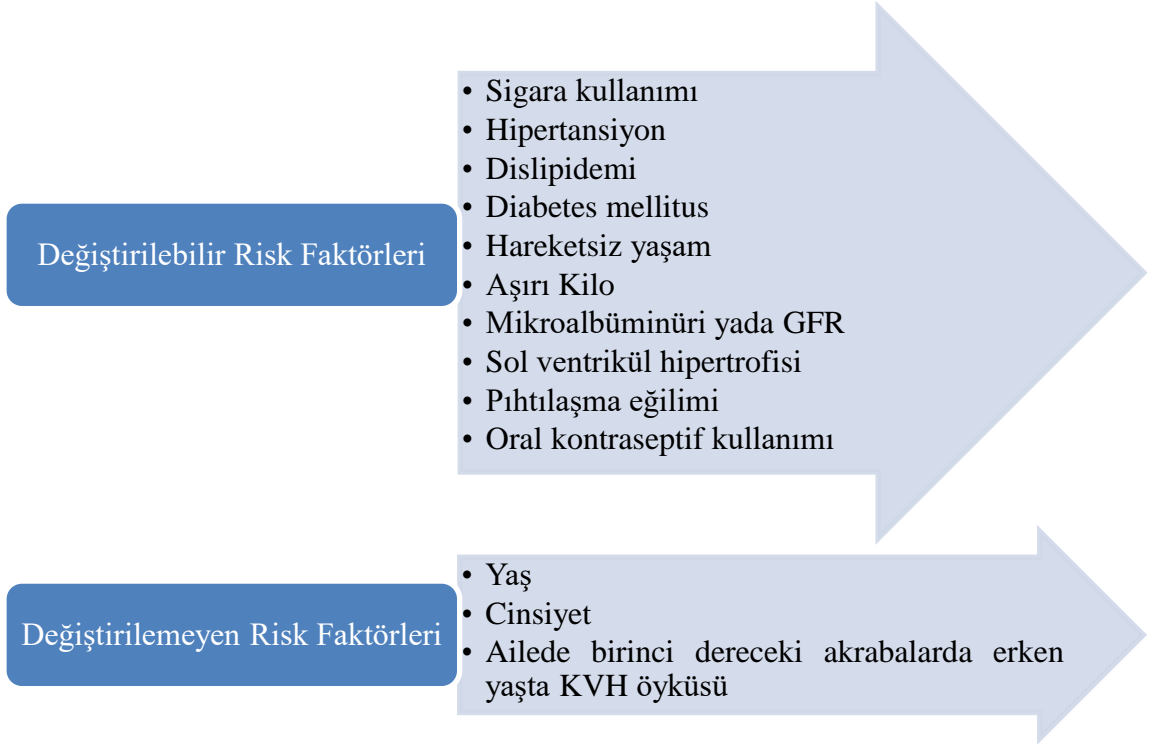 Değiştirilebilir Risk Faktörleri
• Sigara kullanımı
• Hipertansiyon
• Dislipidemi
• Diabetes mellitus
• Hareketsiz yaşam
• Aşırı Kilo
• Mikroalbüminüri yada GFR
• Sol ventrikül hipertrofisi
• Pıhtılaşma eğilimi
• Oral kontraseptif kullanımı
Değiştirilemeyen Risk Faktörleri
• Yaş
• Cinsiyet
• Ailede birinci dereceki akrabalarda erken
yaşta KVH öyküsü